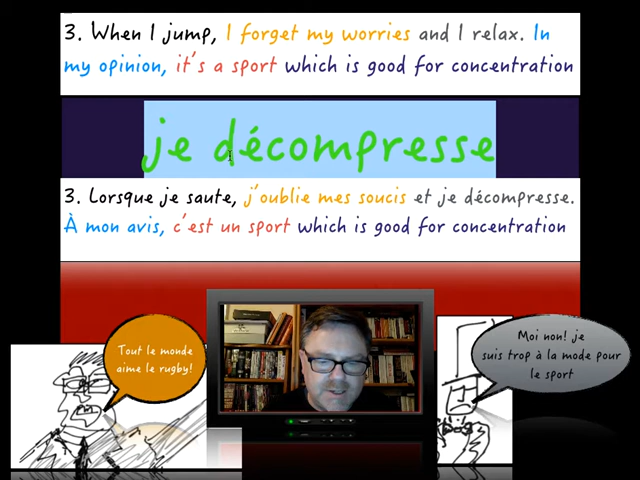 3. When I jump, I forget my worries and I relax. In
my opinion, it's a sport which is good for concentration
je décompresse
3. Lorsque je saute, j'oublie mes soucis et je décompresse.
À mon avis, c'est un sport which is good for concentration
Tout le monde
aime le rugby!
Moi non! je
suis trop à la mode pour
le sport